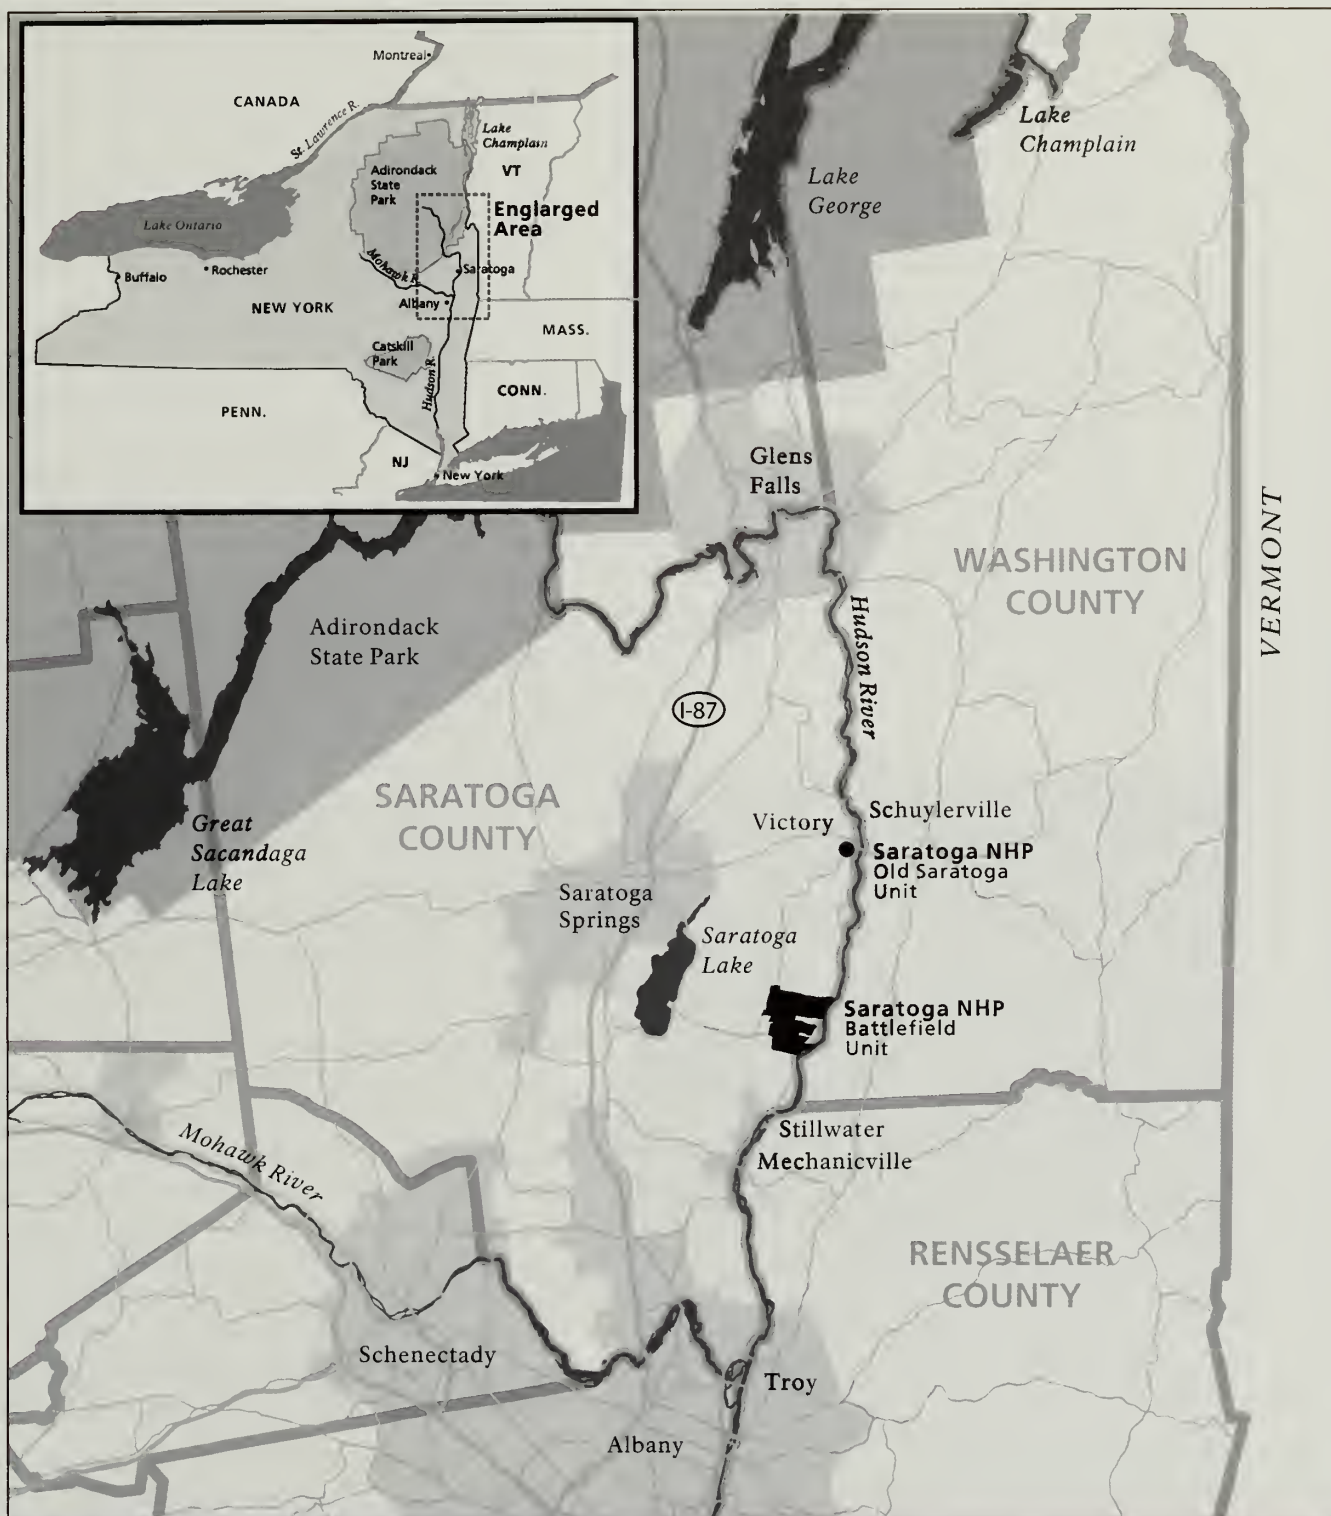 Montreal
CANADA
St. Lawrence R.
Lake
Champlain
Adirondack
State
Park
VT
Englarged
Area
Lake Ontario
Mohawk R.
Saratoga
Rochester
Buffalo
NEW YORK
Albany
MASS.
Catskill
Park
Hudson R.
CONN.
PENN.
NJ
New York
Lake
Champlain
Lake
George
Glens
Falls
WASHINGTON
COUNTY
VERMONT
Hudson River
Adirondack
State Park
I-87
SARATOGA
COUNTY
Great
Sacandaga
Lake
Victory
Schuylerville
Saratoga NHP
Old Saratoga
Unit
Saratoga
Springs
Saratoga
Lake
Saratoga NHP
Battlefield
Unit
Stillwater
Mechanicville
Mohawk River
RENSSELAER
COUNTY
Schenectady
Troy
Albany